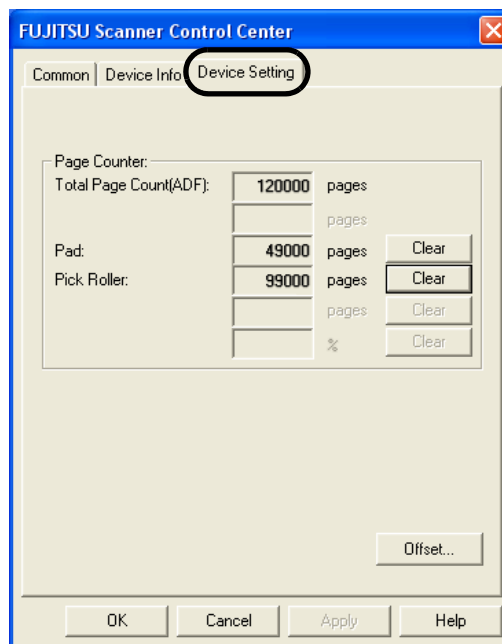 FUJITSU Scanner Control Center
Common Device Info Device Setting
Page Counter:
Total Page Count(ADF): 120000 pages
pages
Pad: 49000 pages Clear
Pick Roller: 99000 pages Clear
pages Clear
% Clear
Offset...
OK Cancel Apply Help